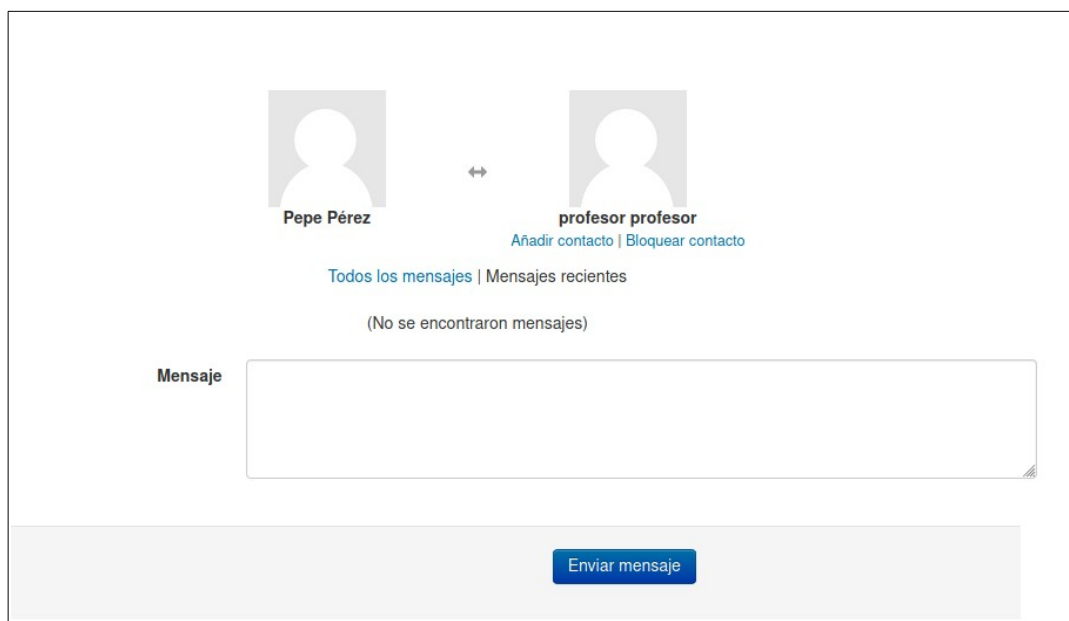 Pepe Pérez
profesor profesor
Añadir contacto | Bloquear contacto
Todos los mensajes | Mensajes recientes
(No se encontraron mensajes)
Mensaje
Enviar mensaje